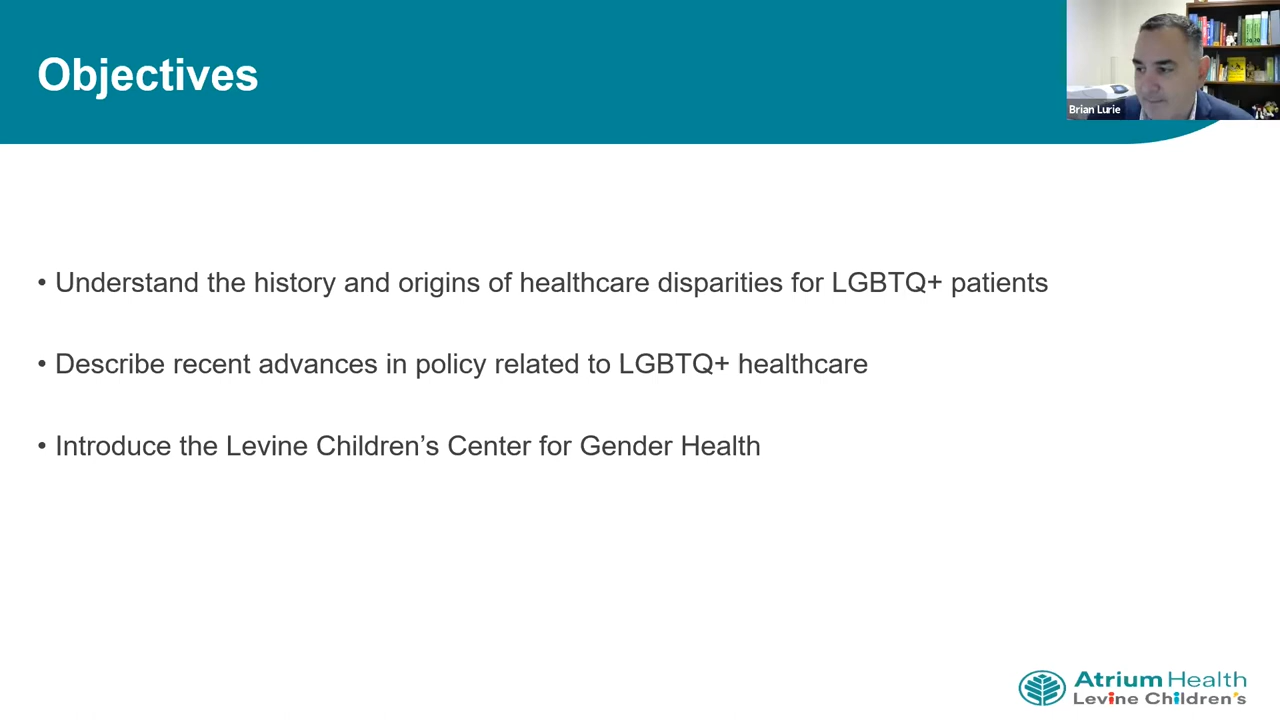 Objectives
Brian Lurie
• Understand the history and origins of healthcare disparities for LGBTQ+ patients
• Describe recent advances in policy related to LGBTQ+ healthcare
• Introduce the Levine Children’s Center for Gender Health
Atrium Health
Levine Children's